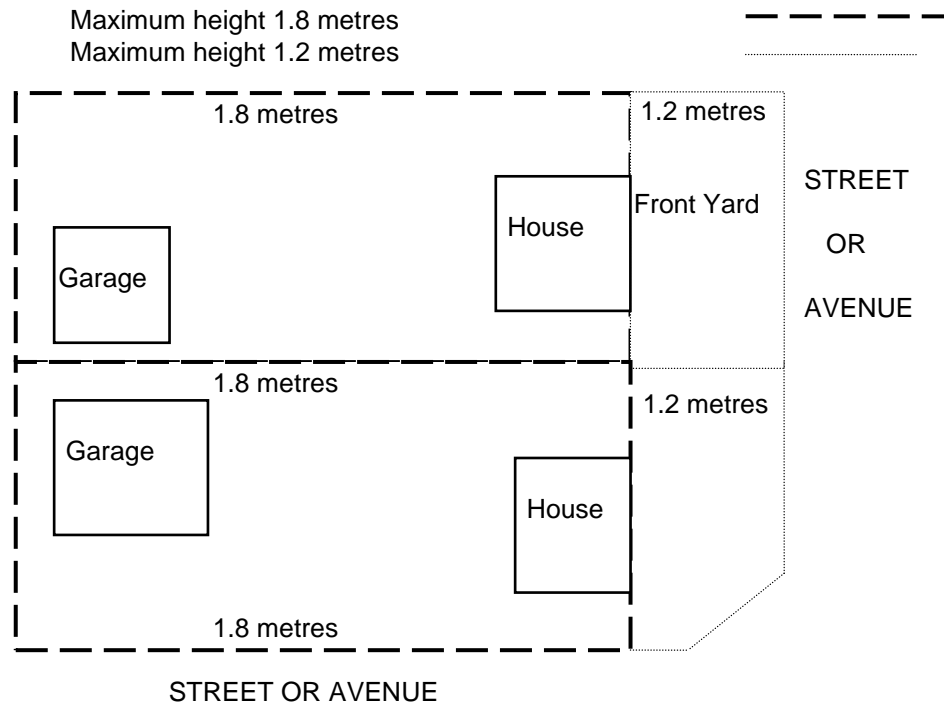 Maximum height 1.8 metres
Maximum height 1.2 metres
1.8 metres
1.2 metres
STREET
House
Front Yard
OR
Garage
AVENUE
1.8 metres
1.2 metres
Garage
House
1.8 metres
STREET OR AVENUE